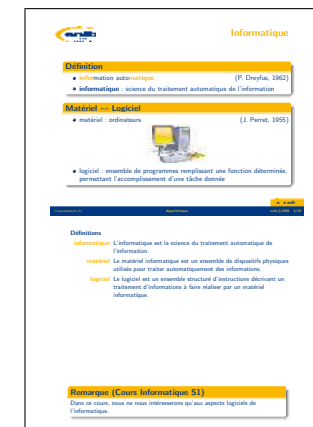 Informatique
Définition
information automatique (P. Dreyfus, 1962)
informatique : science du traitement automatique de l'information
Matériel ↔ Logiciel
matériel : ordinateurs (J. Perret, 1955)
logiciel : ensemble de programmes remplissant une fonction déterminée,
permettant l'accomplissement d'une tâche donnée
Algorithmique
Définitions
informatique L'informatique est la science du traitement automatique de
l'information.
matériel Le matériel informatique est un ensemble de dispositifs physiques
utilisés pour traiter automatiquement des informations.
logiciel Le logiciel est un ensemble structuré d'instructions décrivant un
traitement d'informations à faire réaliser par un matériel
informatique.
Remarque (Cours Informatique S1)
Dans ce cours, nous ne nous intéresserons qu'aux aspects logiciels de
l'informatique.